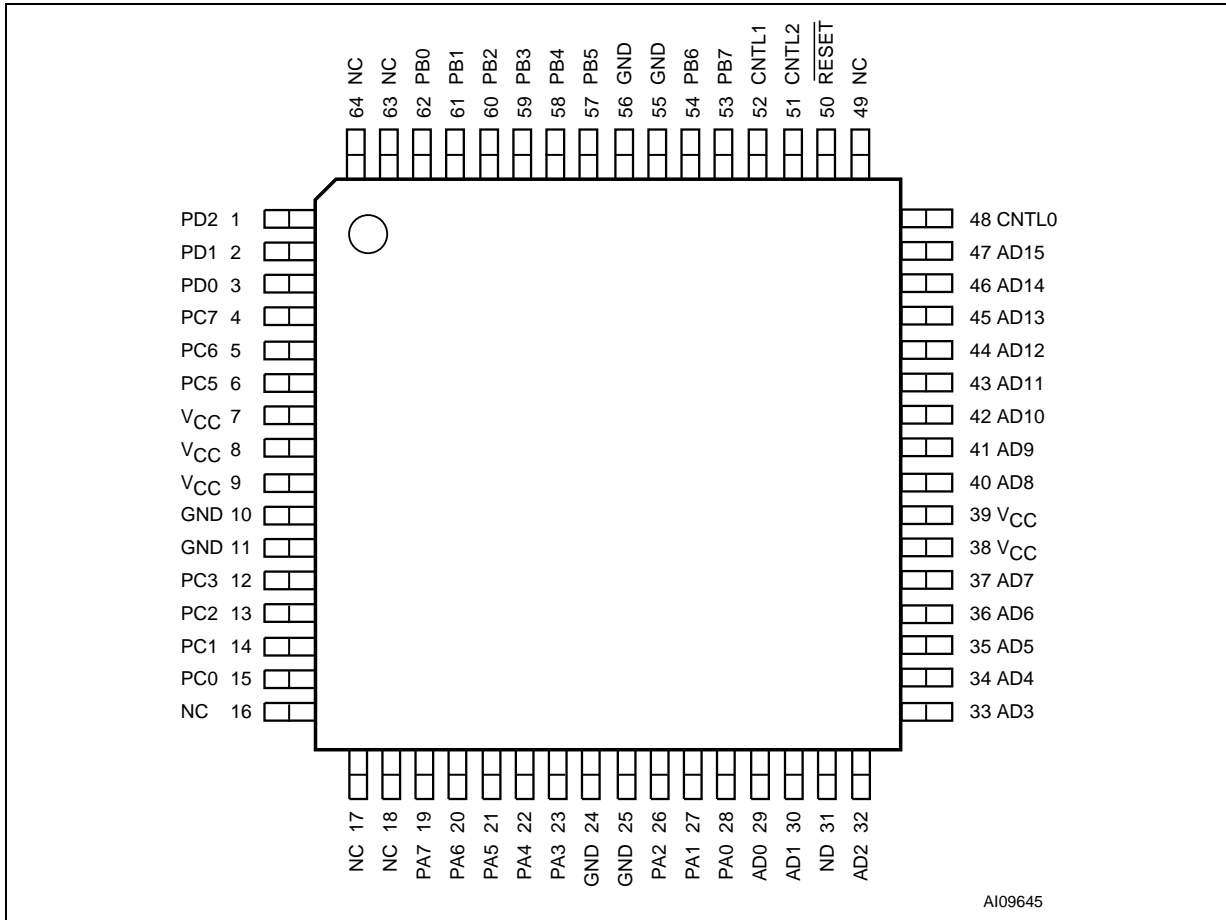 64 NC
63 NC
62 PB0
61 PB1
60 PB2
59 PB3
58 PB4
57 PB5
56 GND
55 GND
54 PB6
53 PB7
52 CNTL1
51 CNTL2
50 RESET
49 NC
PD2 1
PD1 2
PD0 3
PC7 4
PC6 5
PC5 6
VCC 7
VCC 8
VCC 9
GND 10
GND 11
PC3 12
PC2 13
PC1 14
PC0 15
NC 16
48 CNTL0
47 AD15
46 AD14
45 AD13
44 AD12
43 AD11
42 AD10
41 AD9
40 AD8
39 VCC
38 VCC
37 AD7
36 AD6
35 AD5
34 AD4
33 AD3
NC 17
NC 18
PA7 19
PA6 20
PA5 21
PA4 22
PA3 23
GND 24
GND 25
PA2 26
PA1 27
PA0 28
AD0 29
AD1 30
ND 31
AD2 32
AI09645